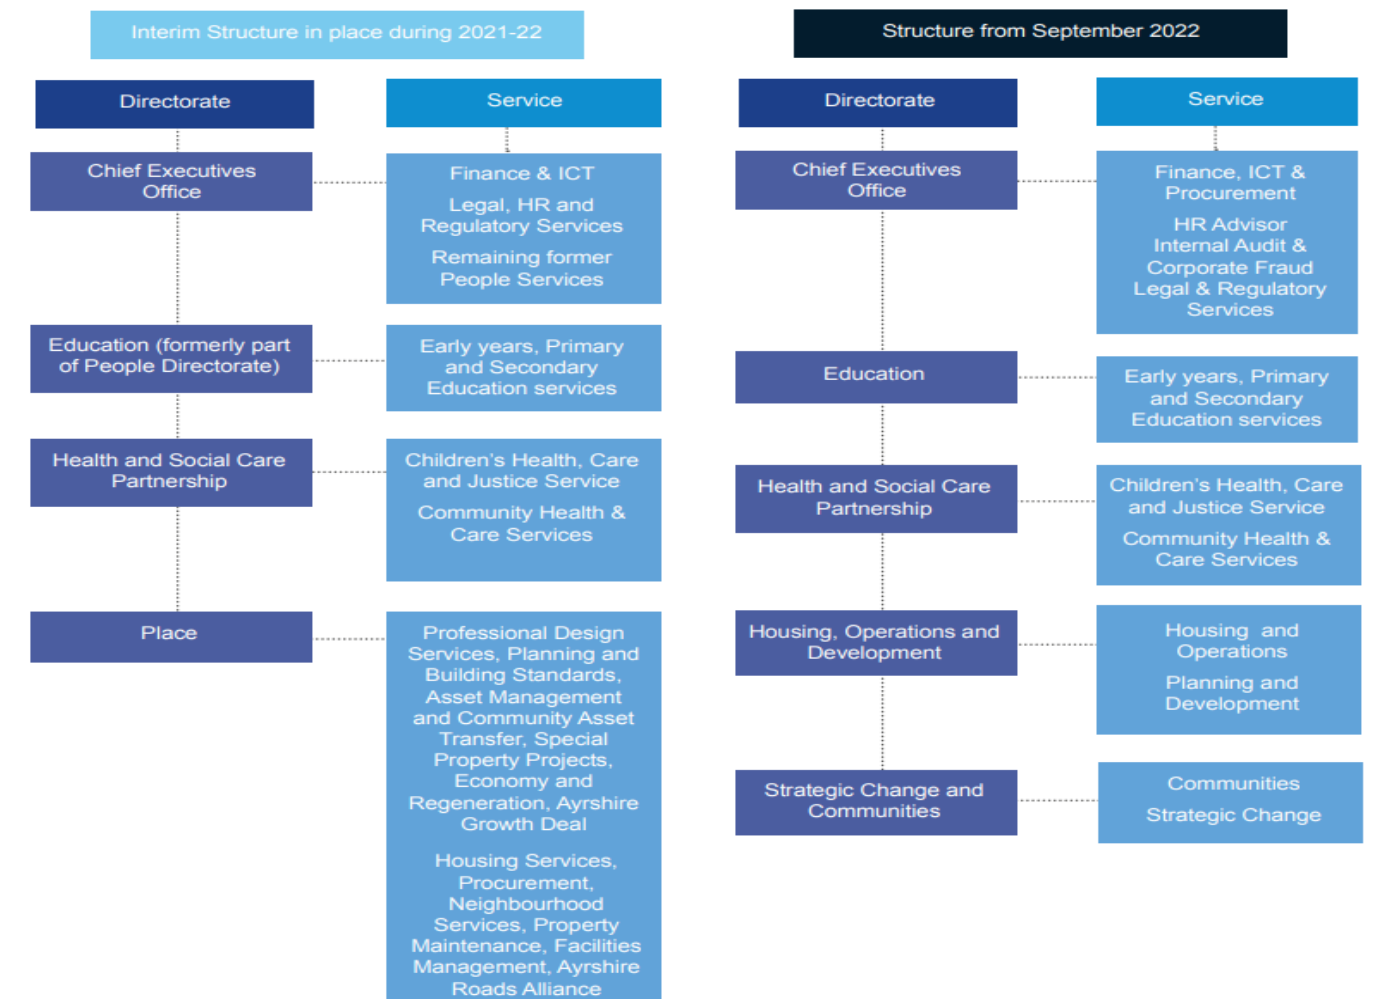 Interim Structure in place during 2021-22
Directorate
Service
Chief Executives
Office
Finance & ICT
Legal, HR and
Regulatory Services
Remaining former
People Services
Education (formerly part
of People Directorate)
Early years, Primary
and Secondary
Education services
Health and Social Care
Partnership
Children's Health, Care
and Justice Service
Community Health &
Care Services
Place
Professional Design
Services, Planning and
Building Standards,
Asset Management
and Community Asset
Transfer, Special
Property Projects,
Economy and
Regeneration, Ayrshire
Growth Deal
Housing Services,
Procurement,
Neighbourhood
Services, Property
Maintenance, Facilities
Management, Ayrshire
Roads Alliance
Structure from September 2022
Directorate
Service
Chief Executives
Office
Finance, ICT &
Procurement
HR Advisor
Internal Audit &
Corporate Fraud
Legal & Regulatory
Services
Education
Early years, Primary
and Secondary
Education services
Health and Social Care
Partnership
Children's Health, Care
and Justice Service
Community Health &
Care Services
Housing, Operations and
Development
Housing and
Operations
Planning and
Development
Strategic Change and
Communities
Communities
Strategic Change